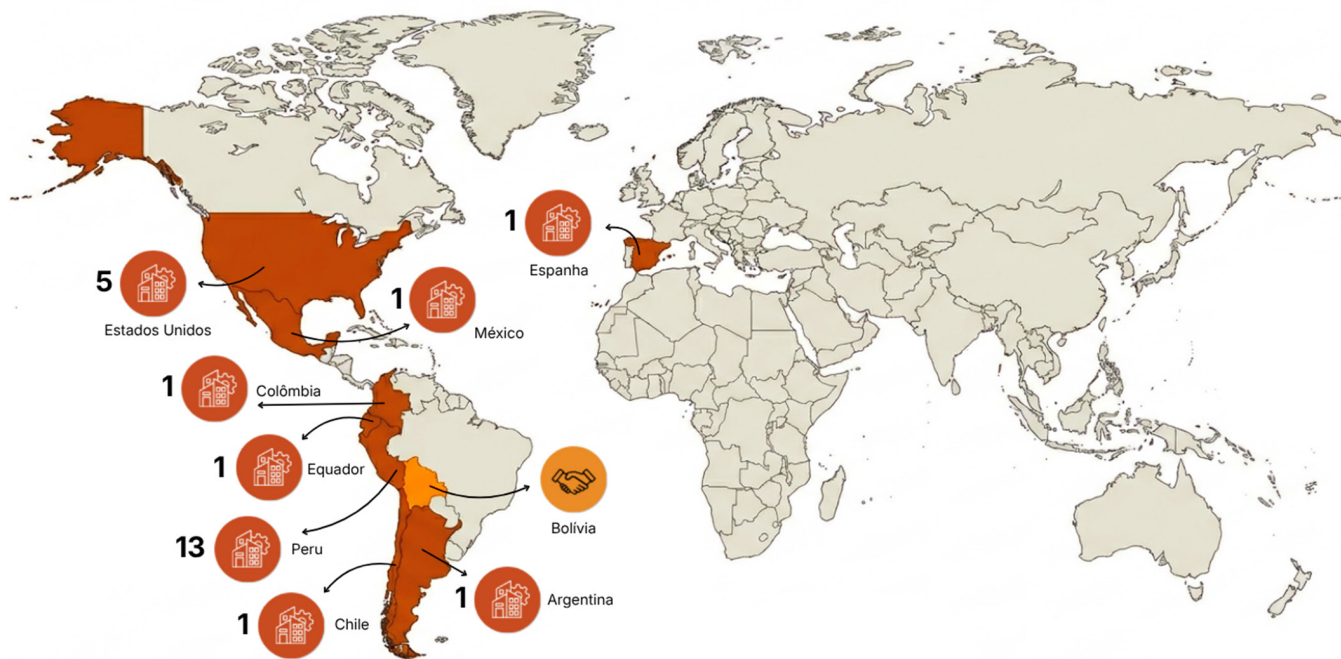 1
Espanha
5
Estados Unidos
1
México
1
Colômbia
1
Equador
Bolívia
13
Peru
1
Argentina
1
Chile